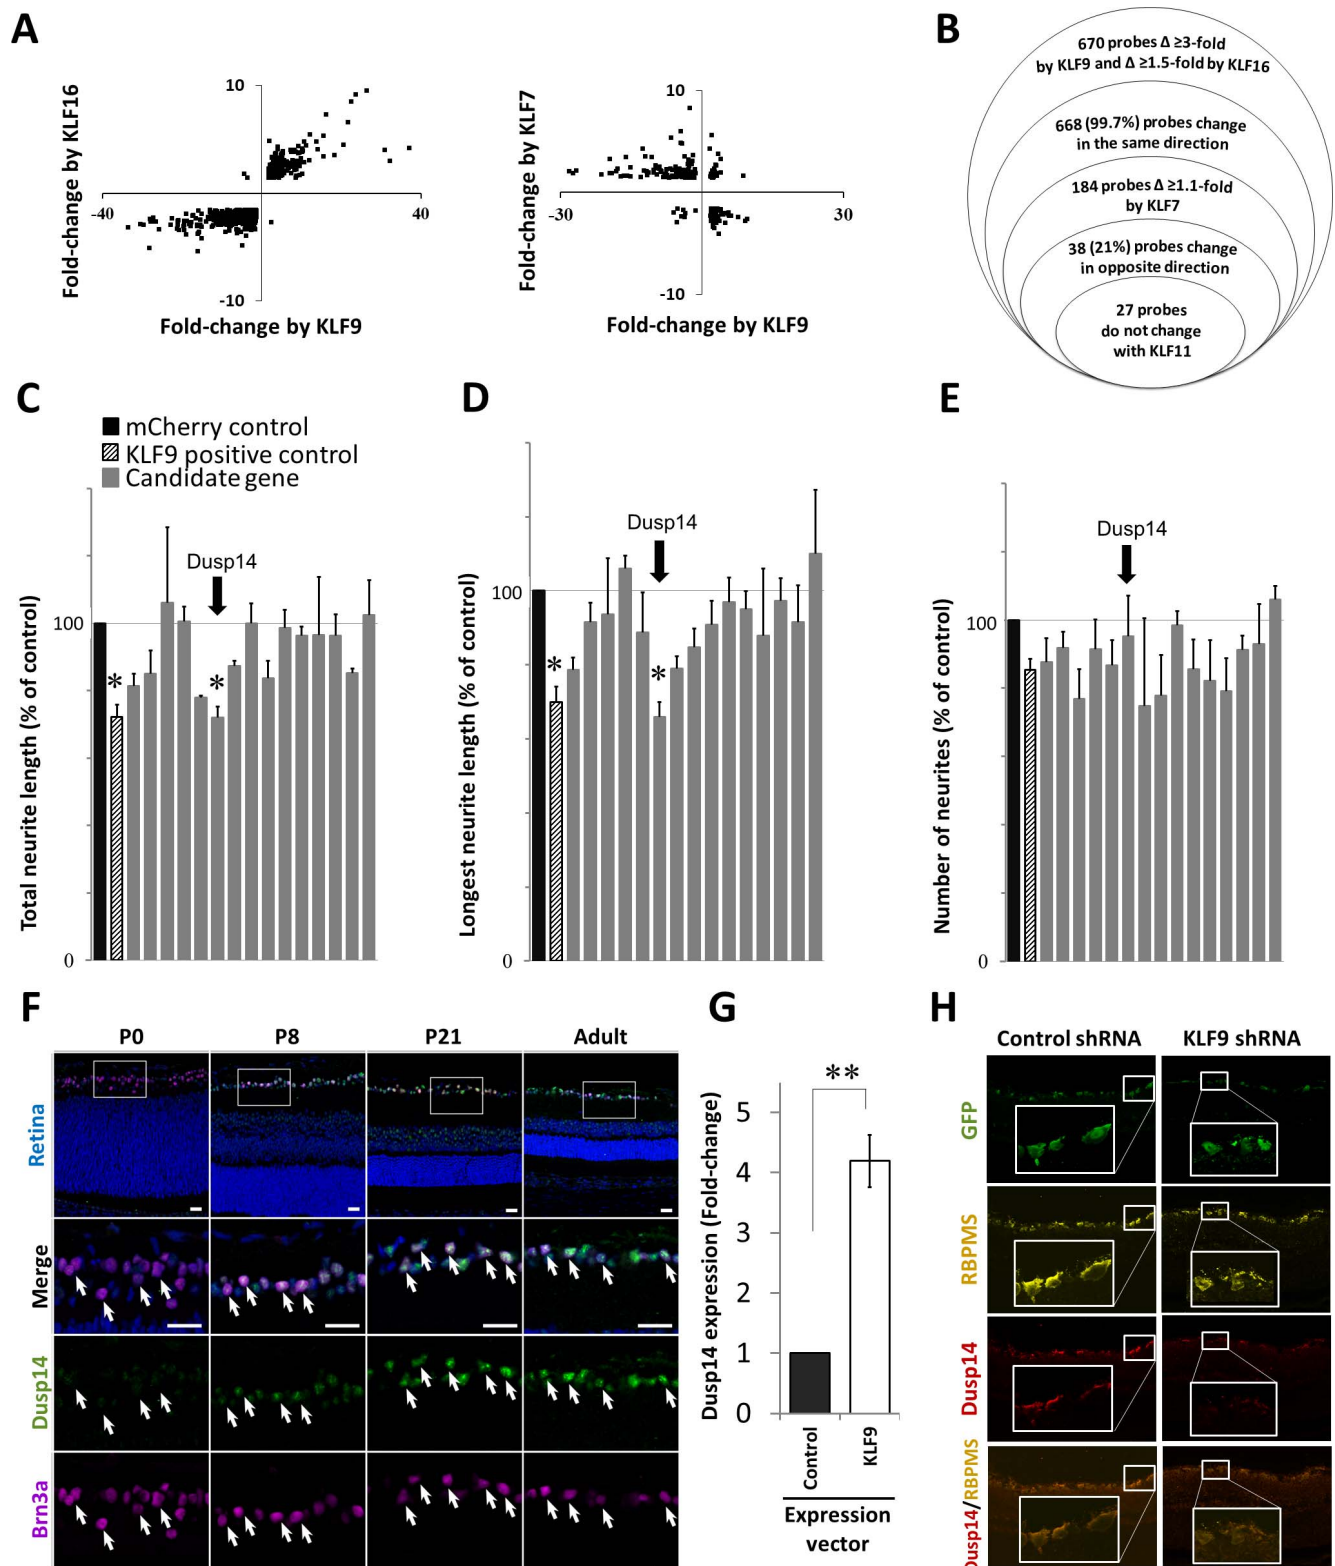 A
Fold-change by KLF16
10
-40
40
-10
Fold-change by KLF9
Fold-change by KLF7
10
-30
30
-10
Fold-change by KLF9
B
670 probes Δ ≥3-fold
by KLF9 and Δ ≥1.5-fold by KLF16
668 (99.7%) probes change
in the same direction
184 probes Δ ≥1.1-fold
by KLF7
38 (21%) probes change
in opposite direction
27 probes
do not change
with KLF11
C
mCherry control
KLF9 positive control
Candidate gene
Total neurite length (% of control)
100
0
Dusp14
*
*
D
Longest neurite length (% of control)
100
0
Dusp14
*
*
E
Number of neurites (% of control)
100
0
Dusp14
F
P0
P8
P21
Adult
Retina
Merge
Dusp14
Brn3a
G
Dusp14 expression (Fold-change)
5
4
3
2
1
0
**
Control
KLF9
Expression
vector
H
Control shRNA
KLF9 shRNA
GFP
RBPMS
Dusp14
Dusp14/RBPMS